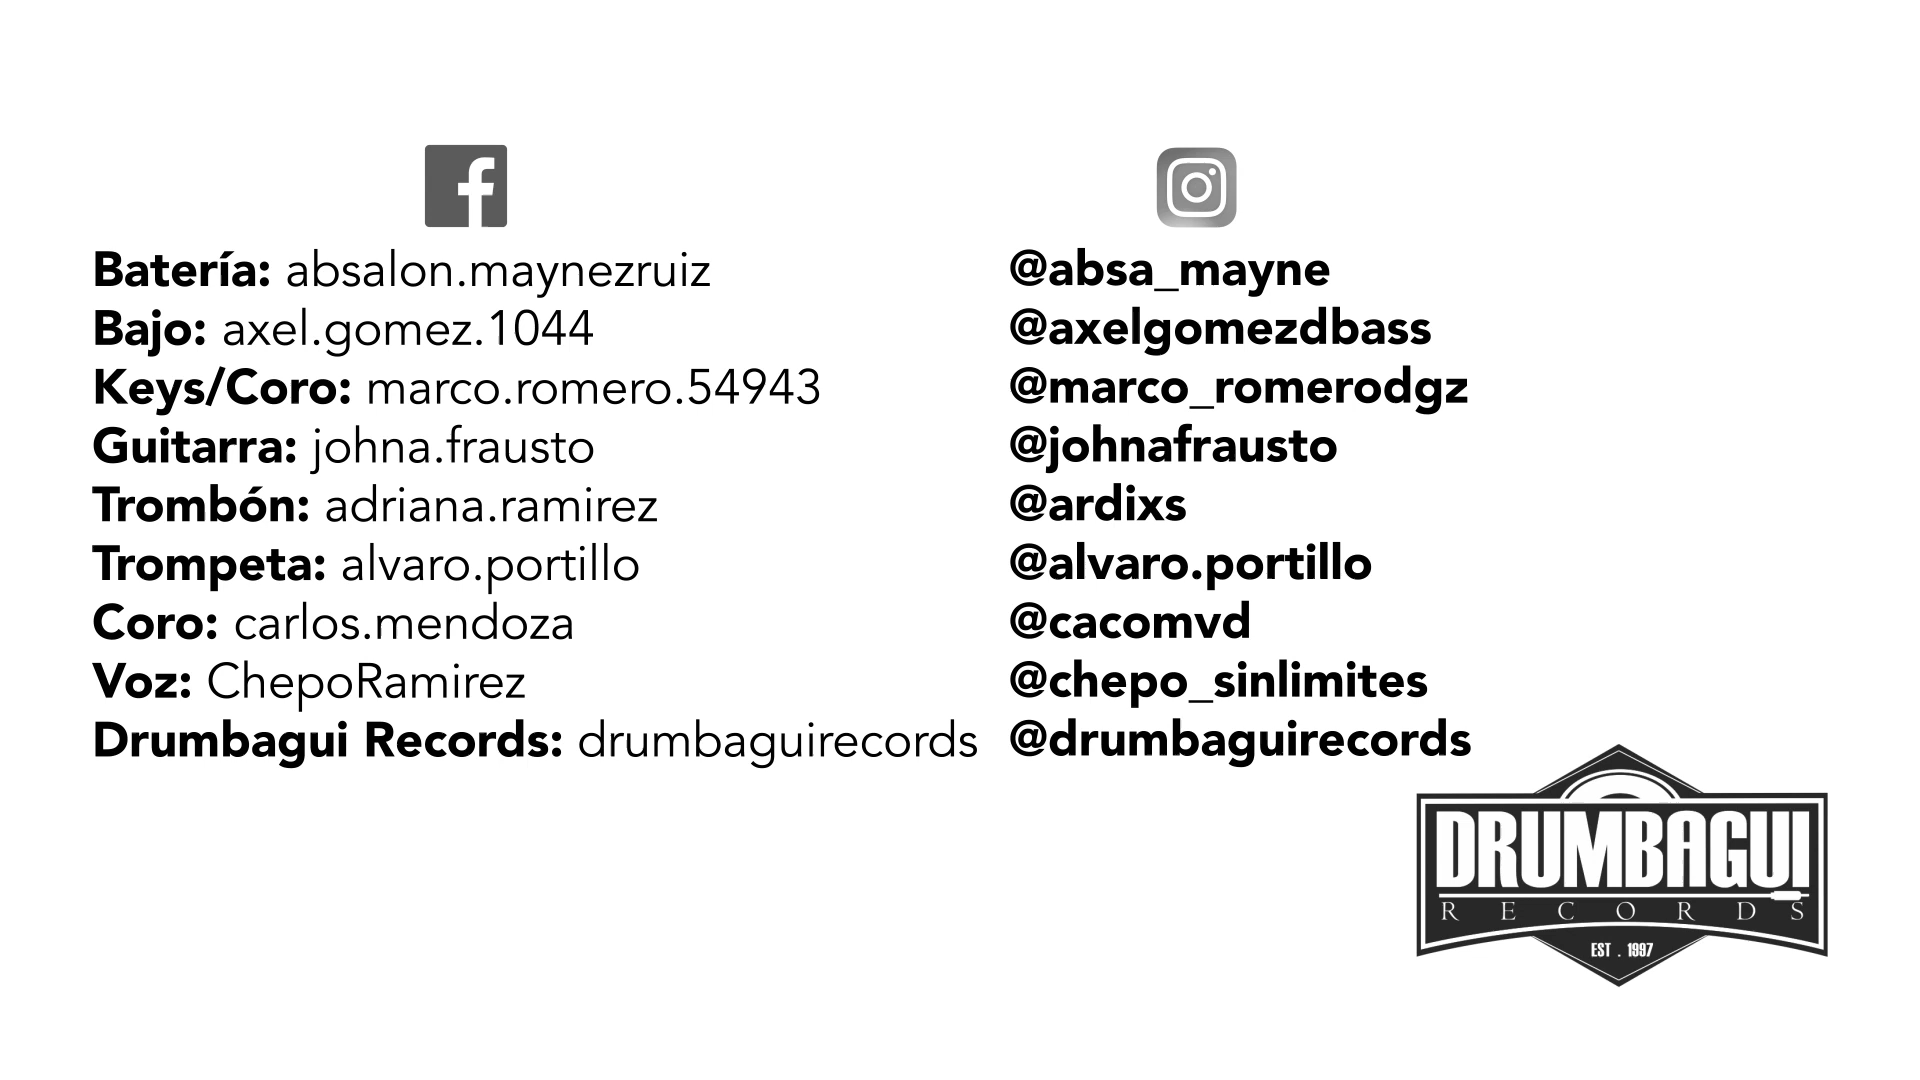 Batería: absalon.maynezruiz
Bajo: axel.gomez.1044
Keys/Coro: marco.romero.54943
Guitarra: johna.frausto
Trombón: adriana.ramirez
Trompeta: alvaro.portillo
Coro: carlos.mendoza
Voz: ChepoRamirez
Drumbagui Records: drumbaguirecords
@absa_mayne
@axelgomezdbass
@marco_romerodgz
@johnafrausto
@ardixs
@alvaro.portillo
@cacomvd
@chepo_sinlimites
@drumbaguirecords
DRUMBAGUI
RECORDS
EST . 1997